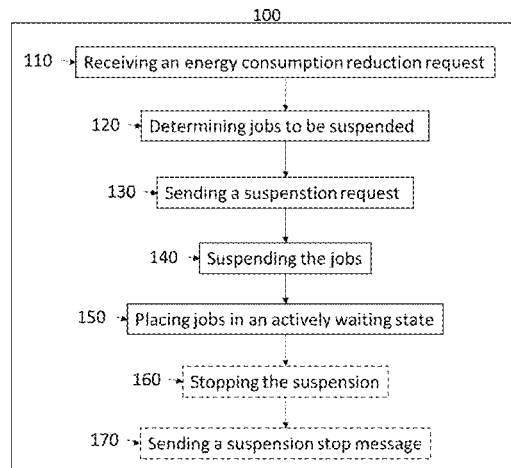 100
110 Receiving an energy consumption reduction request
120 Determining jobs to be suspended
130 Sending a suspenstion request
140 Suspending the jobs
150 Placing jobs in an actively waiting state
160 Stopping the suspension
170 Sending a suspension stop message